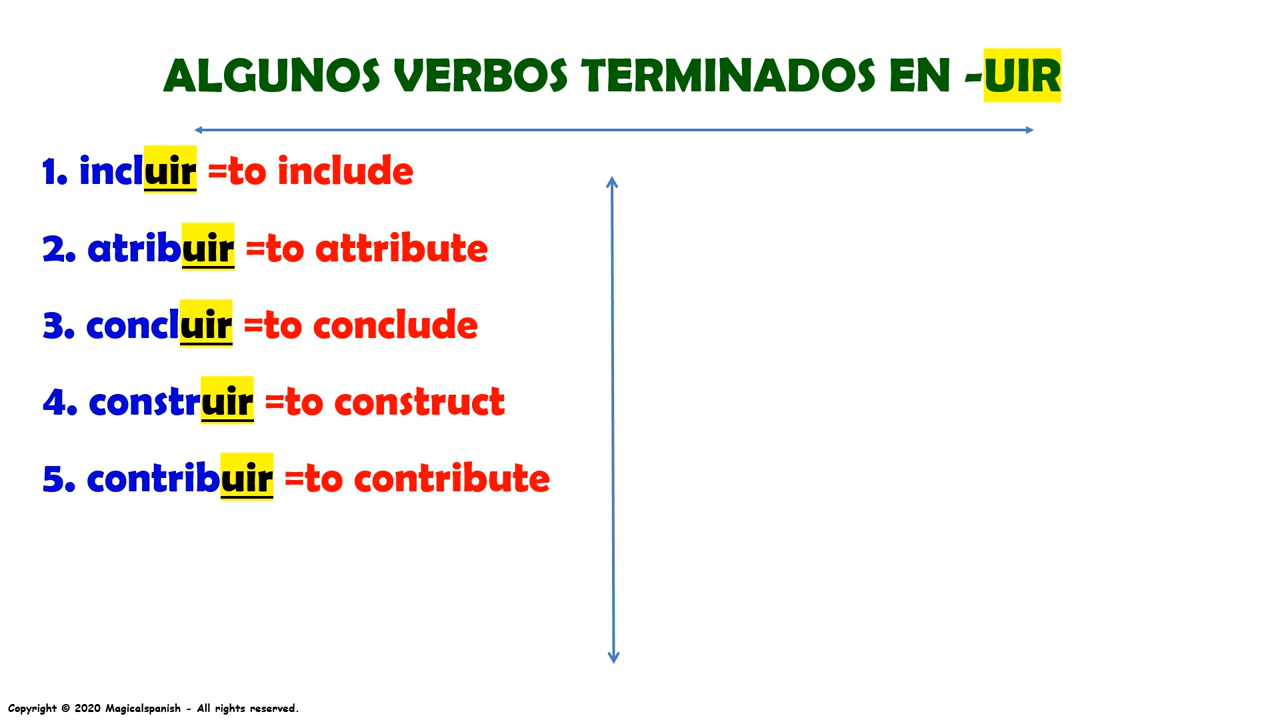 ALGUNOS VERBOS TERMINADOS EN -UIR
1. incluir =to include
2. atribuir =to attribute
3. concluir =to conclude
4. construir =to construct
5. contribuir =to contribute
Copyright © 2020 Magicalspanish - All rights reserved.